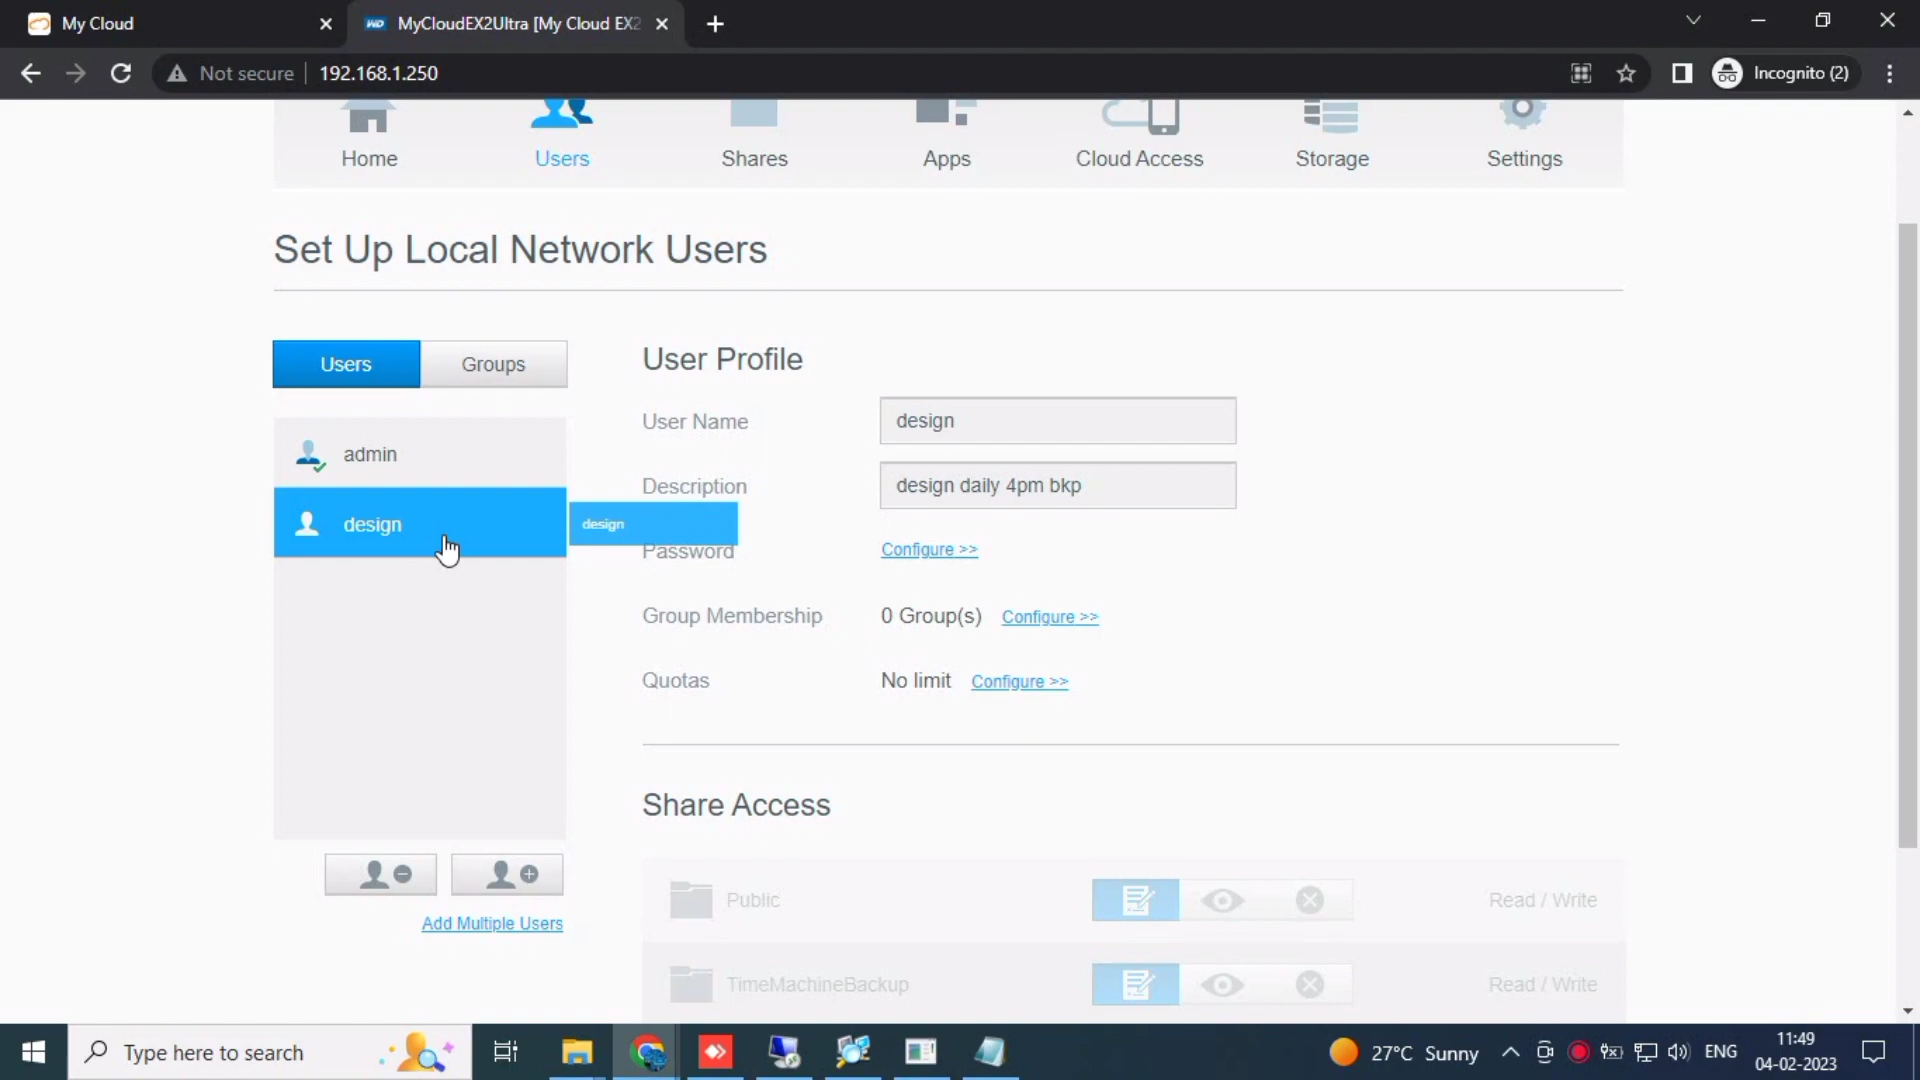 My Cloud
WD MyCloudEX2Ultra [My Cloud EX2
Not secure 192.168.1.250
Incognito (2)
Home Users Shares Apps Cloud Access Storage Settings
Set Up Local Network Users
Users Groups
admin
design
design
User Profile
User Name design
Description design daily 4pm bkp
Password Configure >>
Group Membership 0 Group(s) Configure >>
Quotas No limit Configure >>
Share Access
Public Read / Write
TimeMachineBackup Read / Write
Add Multiple Users
Type here to search
27°C Sunny
ENG
11:49
04-02-2023